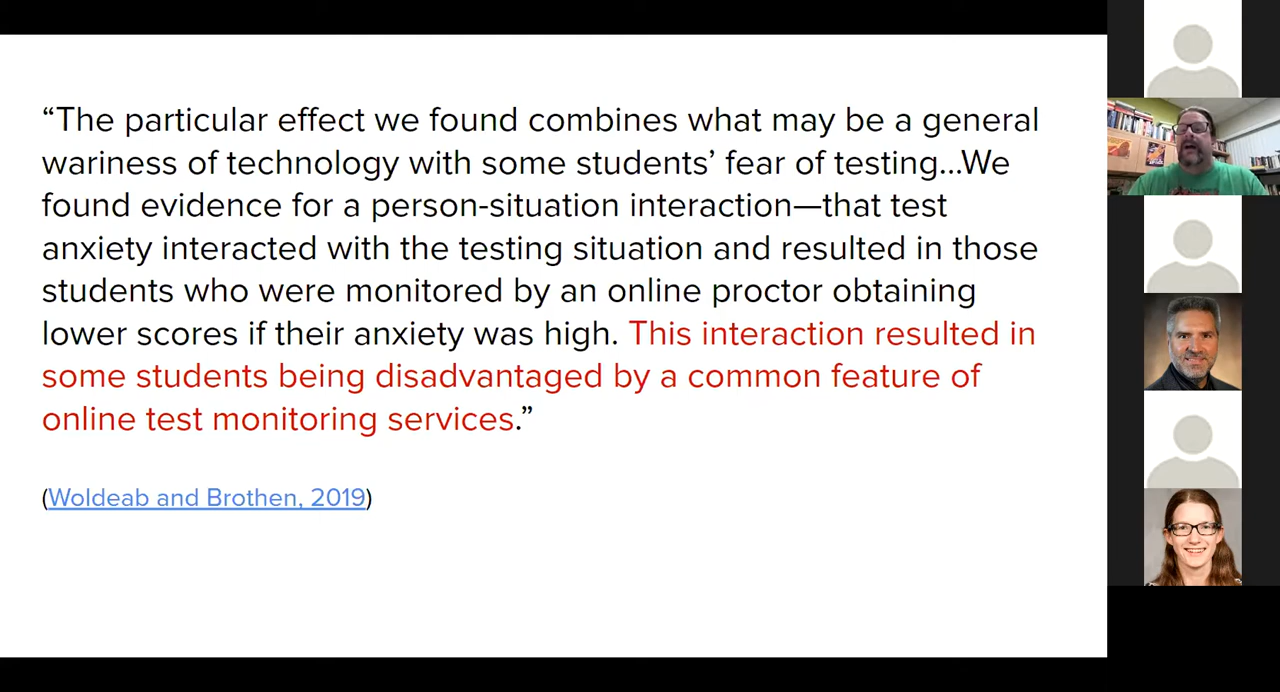 “The particular effect we found combines what may be a general
wariness of technology with some students’ fear of testing...We
found evidence for a person-situation interaction—that test
anxiety interacted with the testing situation and resulted in those
students who were monitored by an online proctor obtaining
lower scores if their anxiety was high. This interaction resulted in
some students being disadvantaged by a common feature of
online test monitoring services.”
(Woldeab and Brothen, 2019)